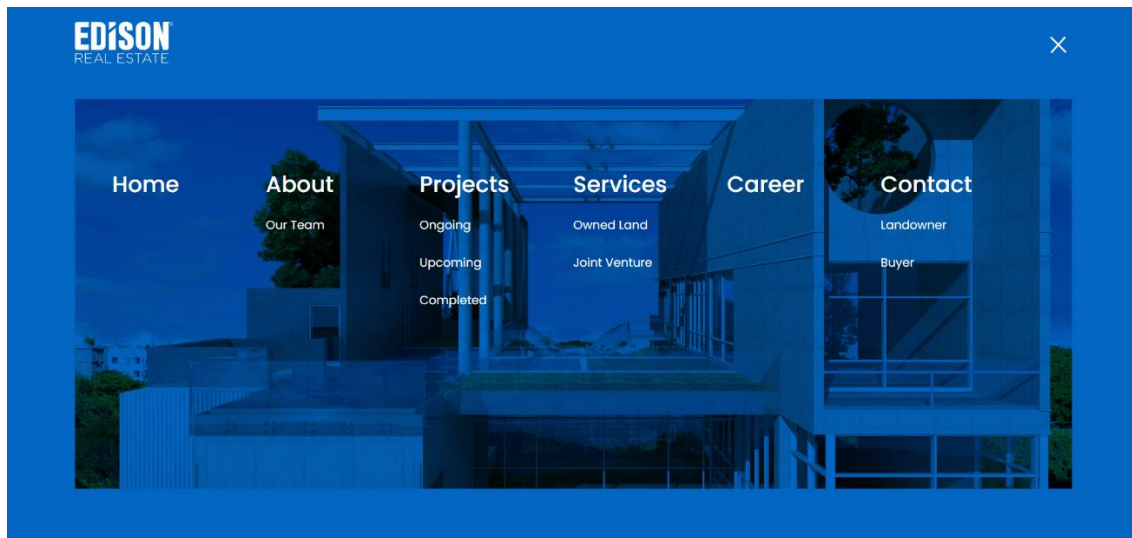 EDiSON
REAL ESTATE
Home
About
Our Team
Projects
Ongoing
Upcoming
Completed
Services
Owned Land
Joint Venture
Career
Contact
Landowner
Buyer